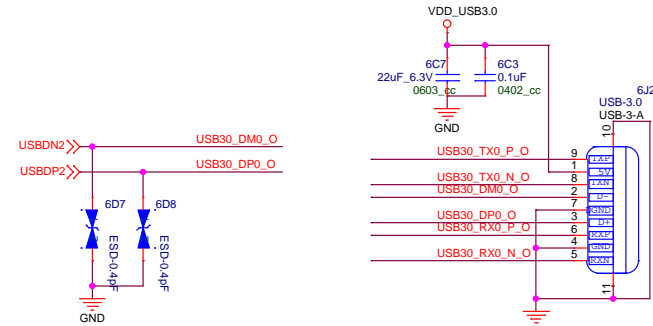 VDD_USB3.0
6C7
6C3
22uF_6.3V
0.1uF
0603_cc
0402_cc
GND
6J2
USB-3.0
USB-3-A
10
USBDN2
USB30_DM0_O
USBDP2
USB30_DP0_O
6D7
6D8
ESD-0.4pF
ESD-0.4pF
GND
USB30_TX0_P_O
9
TXP
1
5V
USB30_TX0_N_O
8
TXN
USB30_DM0_O
2
D-
7
GND
USB30_DP0_O
3
D+
USB30_RX0_P_O
6
RXP
4
GND
USB30_RX0_N_O
5
RXN
11